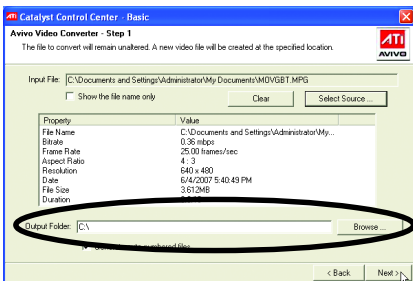 ATI Catalyst Control Center - Basic
Avivo Video Converter - Step 1
The file to convert will remain unaltered. A new video file will be created at the specified location.
ATI
AVIVO
Input File: C:\Documents and Settings\Administrator\My Documents\MOVGBT.MPG
Show the file name only
Clear
Select Source ...
Property Value
File Name C:\Documents and Settings\Administrator\My...
Bitrate 0.36 mbps
Frame Rate 25.00 frames/sec
Aspect Ratio 4 : 3
Resolution 640 x 480
Date 6/4/2007 5:40:49 PM
File Size 3.612MB
Duration
Output Folder: C:\
Browse ...
numbered files
< Back
Next >